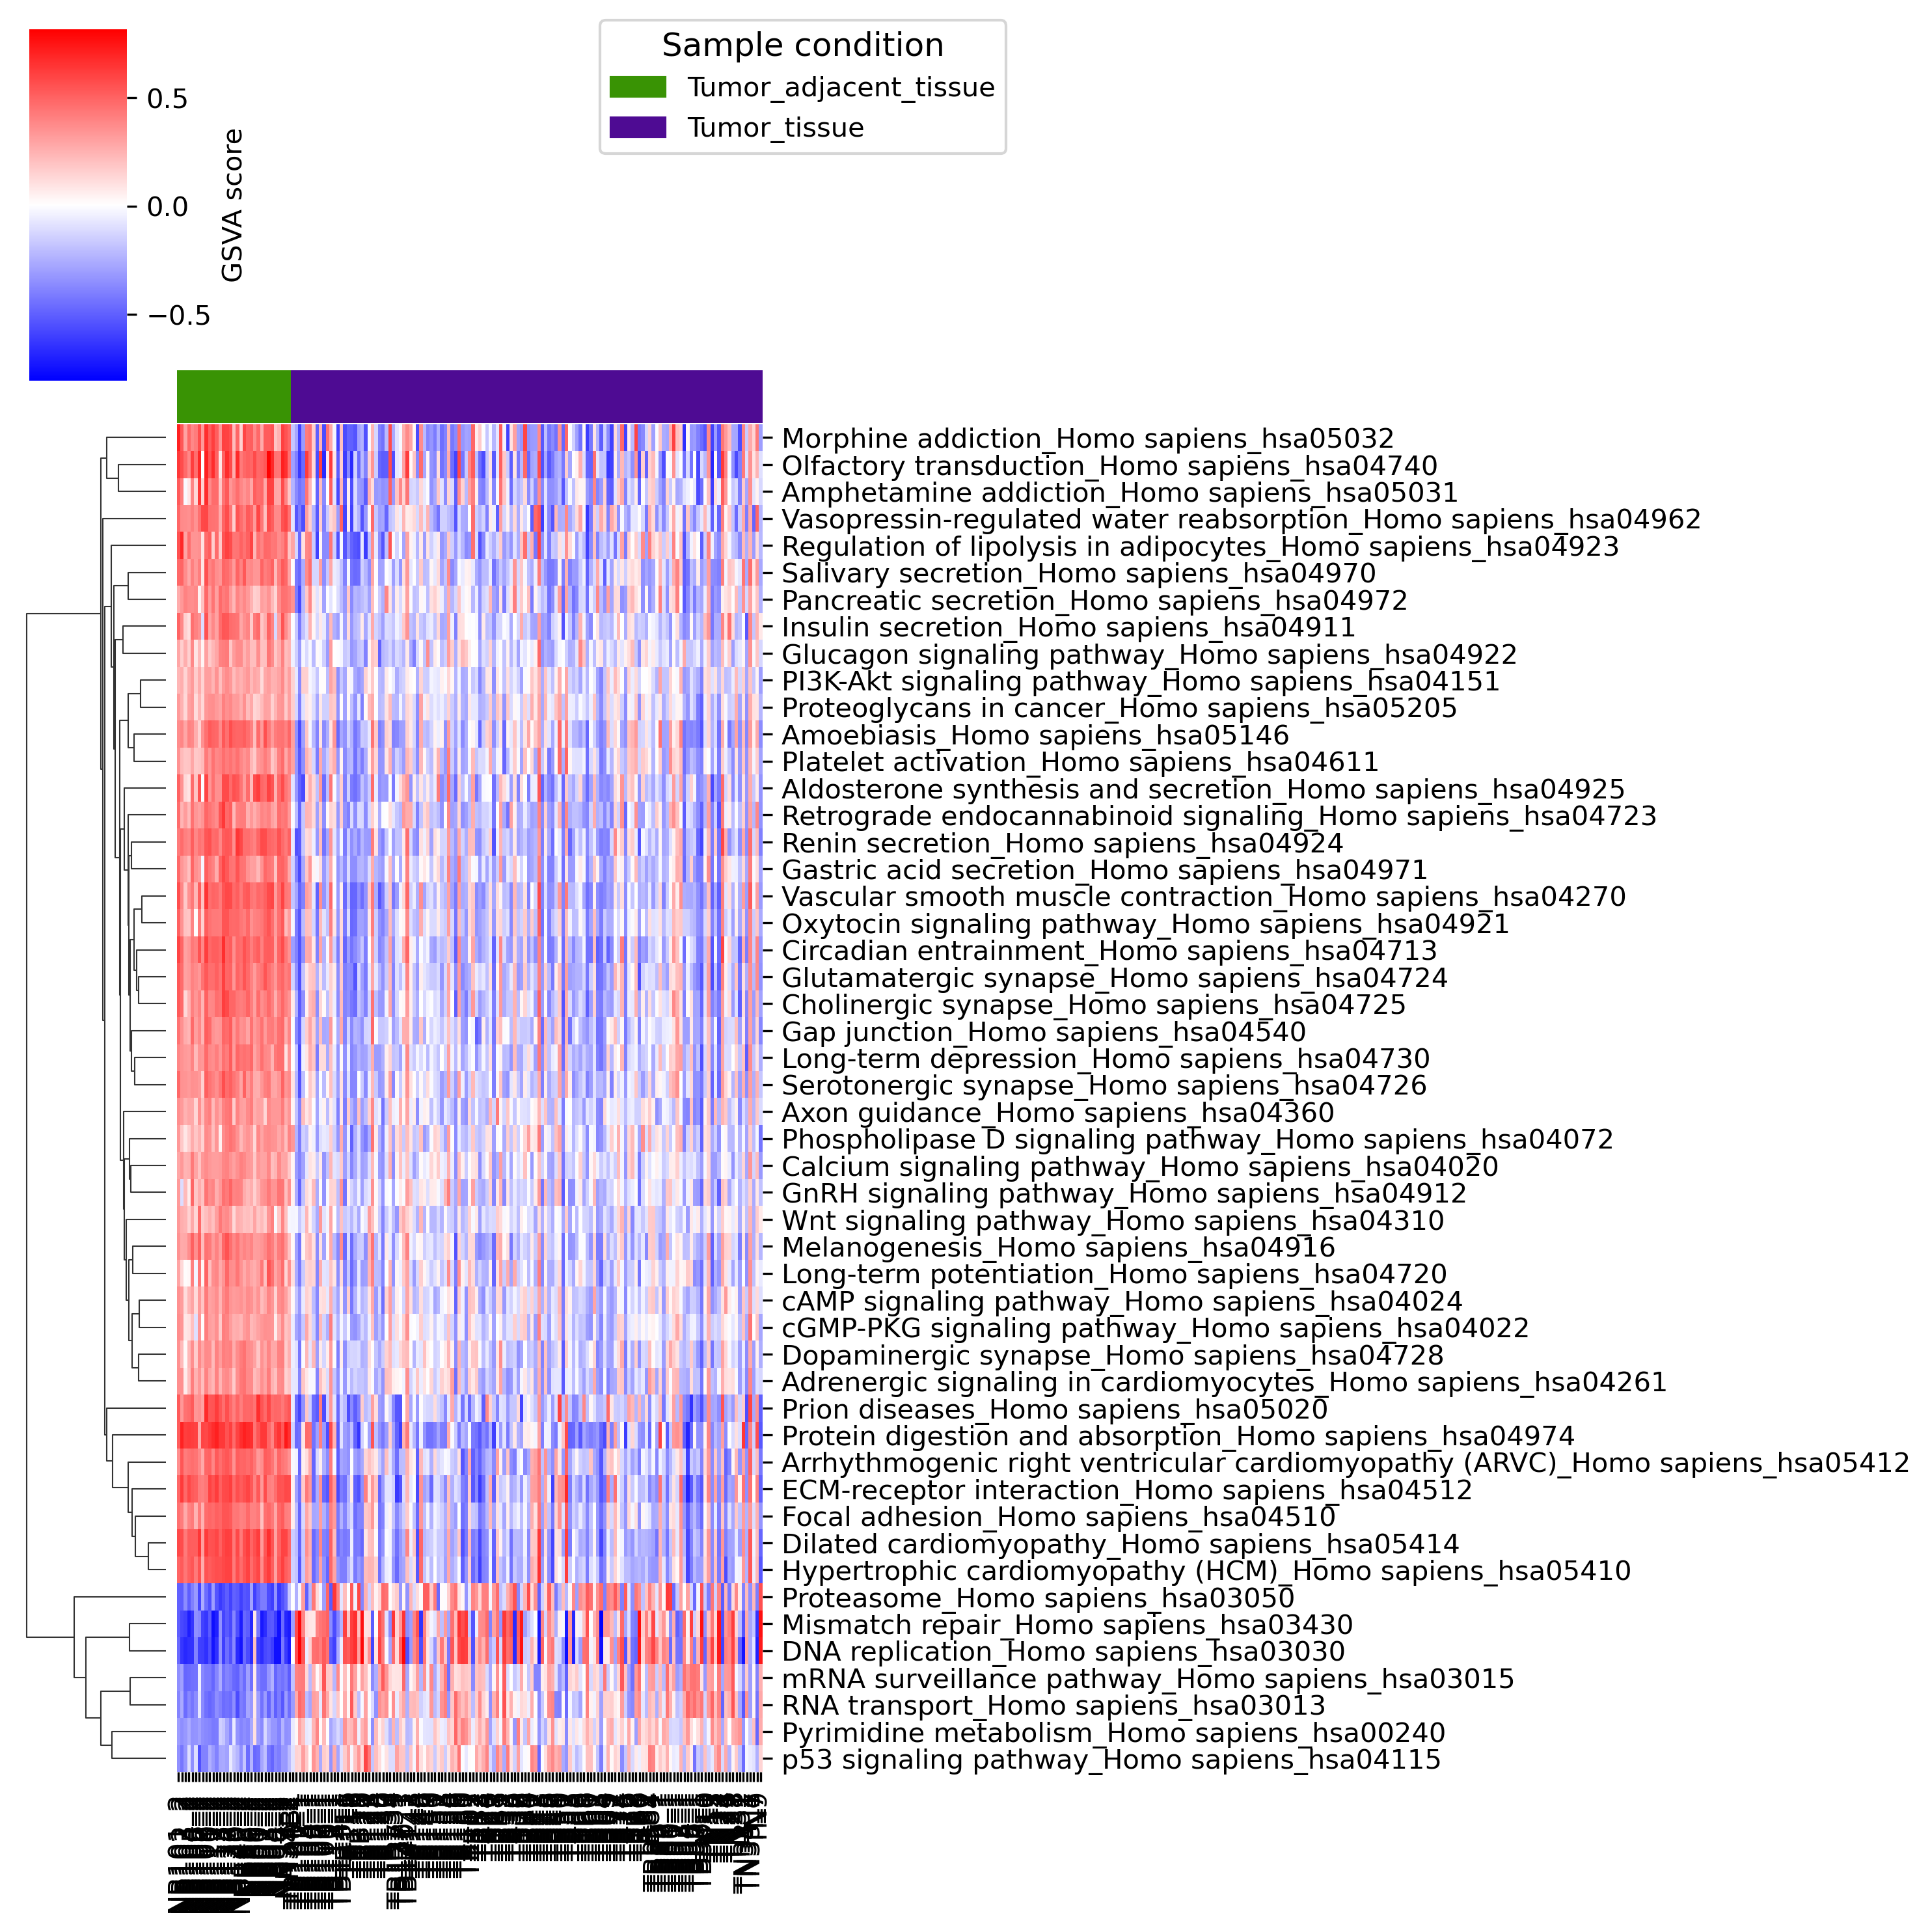 Sample condition
Tumor_adjacent_tissue
Tumor_tissue
0.5
0.0
−0.5
GSVA score
Morphine addiction_Homo sapiens_hsa05032
Olfactory transduction_Homo sapiens_hsa04740
Amphetamine addiction_Homo sapiens_hsa05031
Vasopressin-regulated water reabsorption_Homo sapiens_hsa04962
Regulation of lipolysis in adipocytes_Homo sapiens_hsa04923
Salivary secretion_Homo sapiens_hsa04970
Pancreatic secretion_Homo sapiens_hsa04972
Insulin secretion_Homo sapiens_hsa04911
Glucagon signaling pathway_Homo sapiens_hsa04922
PI3K-Akt signaling pathway_Homo sapiens_hsa04151
Proteoglycans in cancer_Homo sapiens_hsa05205
Amoebiasis_Homo sapiens_hsa05146
Platelet activation_Homo sapiens_hsa04611
Aldosterone synthesis and secretion_Homo sapiens_hsa04925
Retrograde endocannabinoid signaling_Homo sapiens_hsa04723
Renin secretion_Homo sapiens_hsa04924
Gastric acid secretion_Homo sapiens_hsa04971
Vascular smooth muscle contraction_Homo sapiens_hsa04270
Oxytocin signaling pathway_Homo sapiens_hsa04921
Circadian entrainment_Homo sapiens_hsa04713
Glutamatergic synapse_Homo sapiens_hsa04724
Cholinergic synapse_Homo sapiens_hsa04725
Gap junction_Homo sapiens_hsa04540
Long-term depression_Homo sapiens_hsa04730
Serotonergic synapse_Homo sapiens_hsa04726
Axon guidance_Homo sapiens_hsa04360
Phospholipase D signaling pathway_Homo sapiens_hsa04072
Calcium signaling pathway_Homo sapiens_hsa04020
GnRH signaling pathway_Homo sapiens_hsa04912
Wnt signaling pathway_Homo sapiens_hsa04310
Melanogenesis_Homo sapiens_hsa04916
Long-term potentiation_Homo sapiens_hsa04720
cAMP signaling pathway_Homo sapiens_hsa04024
cGMP-PKG signaling pathway_Homo sapiens_hsa04022
Dopaminergic synapse_Homo sapiens_hsa04728
Adrenergic signaling in cardiomyocytes_Homo sapiens_hsa04261
Prion diseases_Homo sapiens_hsa05020
Protein digestion and absorption_Homo sapiens_hsa04974
Arrhythmogenic right ventricular cardiomyopathy (ARVC)_Homo sapiens_hsa05412
ECM-receptor interaction_Homo sapiens_hsa04512
Focal adhesion_Homo sapiens_hsa04510
Dilated cardiomyopathy_Homo sapiens_hsa05414
Hypertrophic cardiomyopathy (HCM)_Homo sapiens_hsa05410
Proteasome_Homo sapiens_hsa03050
Mismatch repair_Homo sapiens_hsa03430
DNA replication_Homo sapiens_hsa03030
mRNA surveillance pathway_Homo sapiens_hsa03015
RNA transport_Homo sapiens_hsa03013
Pyrimidine metabolism_Homo sapiens_hsa00240
p53 signaling pathway_Homo sapiens_hsa04115